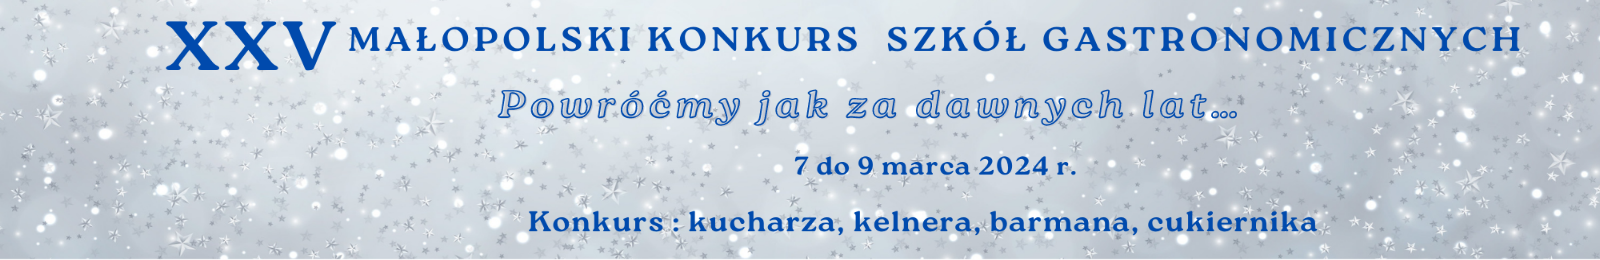 XXV MAŁOPOLSKI KONKURS SZKÓŁ GASTRONOMICZNYCH
Powróćmy jak za dawnych lat...
7 do 9 marca 2024 r.
Konkurs : kucharza, kelnera, barmana, cukiernika